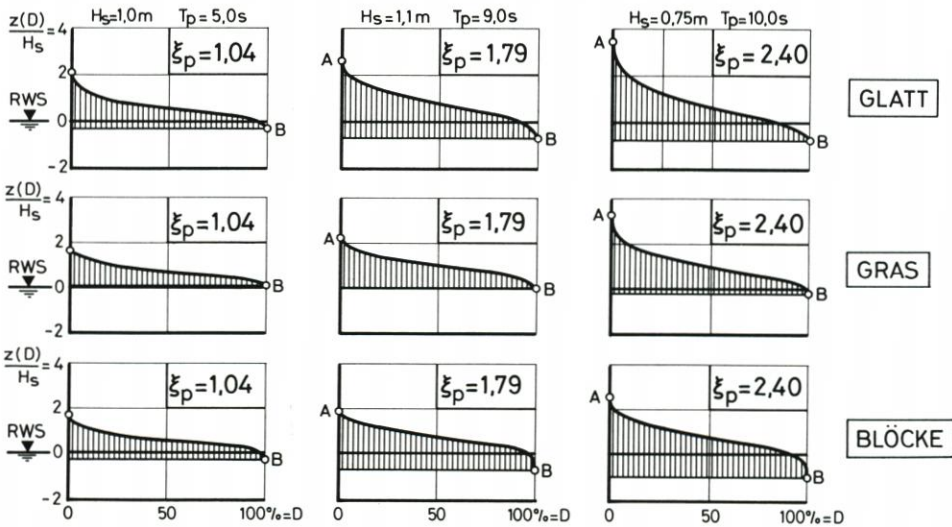 Hs=1,0m Tp=5,0s Hs=1,1m Tp=9,0s Hs=0,75m Tp=10,0s
z(D)/Hs=4 ξp=1,04 A ξp=1,79 A ξp=2,40
2
RWS GLATT
0 B B B
-2
z(D)/Hs=4 ξp=1,04 A ξp=1,79 A ξp=2,40
2
RWS GRAS
0 B B B
-2
z(D)/Hs=4 ξp=1,04 A ξp=1,79 A ξp=2,40
2
RWS BLÖCKE
0 B B B
-2
0 50 100%=D 0 50 100%=D 0 50 100%=D